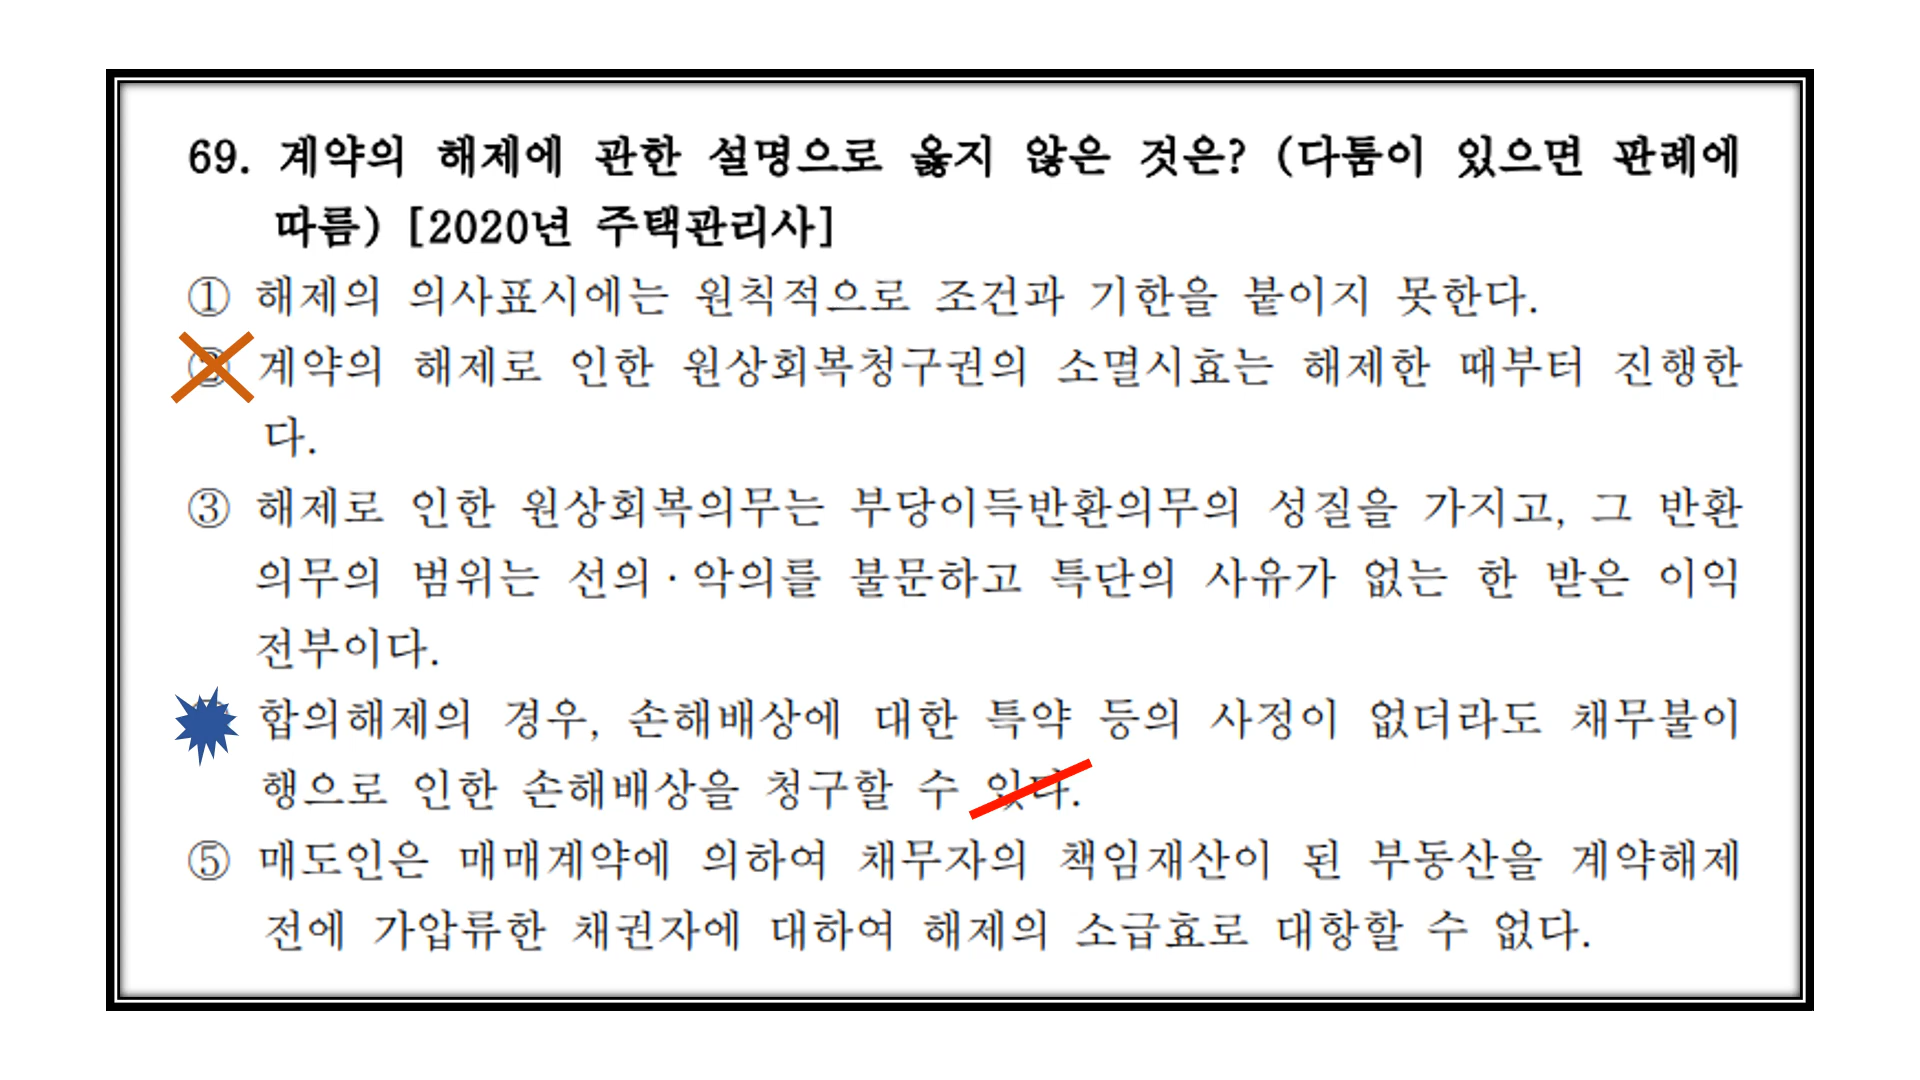 69. 계약의 해제에 관한 설명으로 옳지 않은 것은? (다툼이 있으면 판례에
따름) [2020년 주택관리사]
① 해제의 의사표시에는 원칙적으로 조건과 기한을 붙이지 못한다.
② 계약의 해제로 인한 원상회복청구권의 소멸시효는 해제한 때부터 진행한
다.
③ 해제로 인한 원상회복의무는 부당이득반환의무의 성질을 가지고, 그 반환
의무의 범위는 선의·악의를 불문하고 특단의 사유가 없는 한 받은 이익
전부이다.
합의해제의 경우, 손해배상에 대한 특약 등의 사정이 없더라도 채무불이
행으로 인한 손해배상을 청구할 수 있다.
⑤ 매도인은 매매계약에 의하여 채무자의 책임재산이 된 부동산을 계약해제
전에 가압류한 채권자에 대하여 해제의 소급효로 대항할 수 없다.